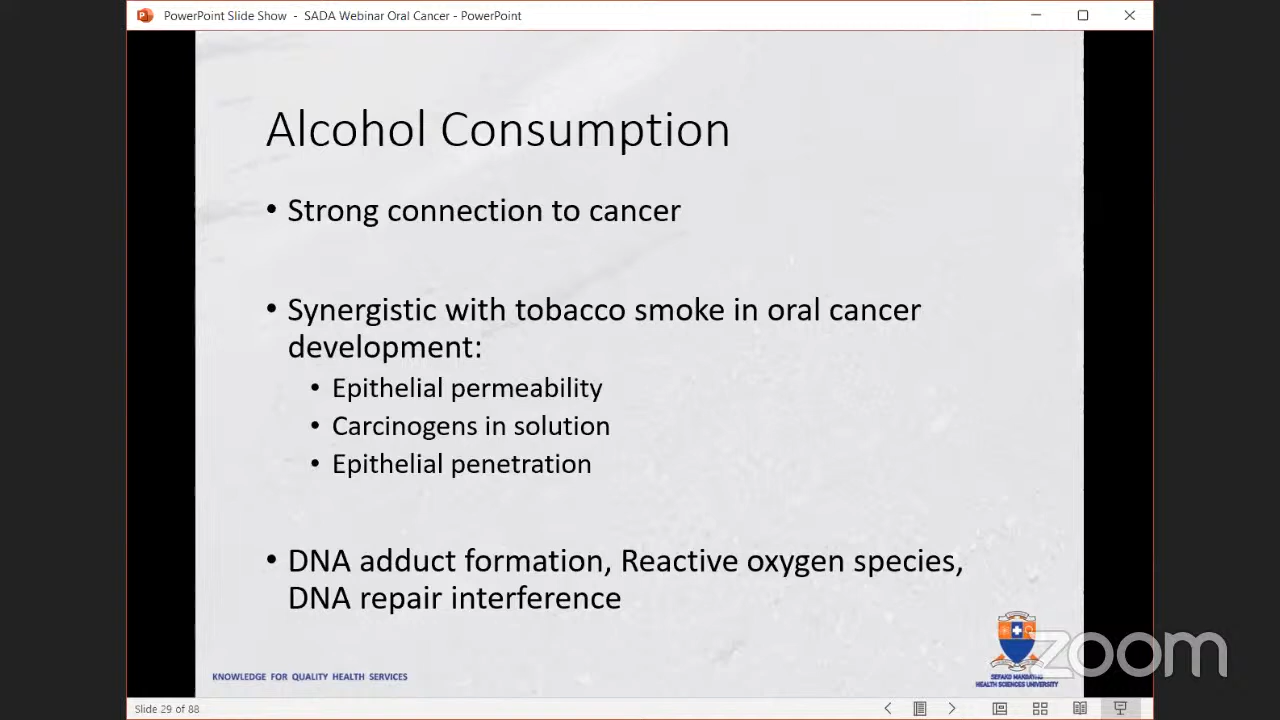 PowerPoint Slide Show - SADA Webinar Oral Cancer - PowerPoint
Alcohol Consumption
• Strong connection to cancer
• Synergistic with tobacco smoke in oral cancer
development:
• Epithelial permeability
• Carcinogens in solution
• Epithelial penetration
• DNA adduct formation, Reactive oxygen species,
DNA repair interference
zoom
KNOWLEDGE FOR QUALITY HEALTH SERVICES
HEALTH SCIENCES UNIVERSITY
Slide 29 of 88